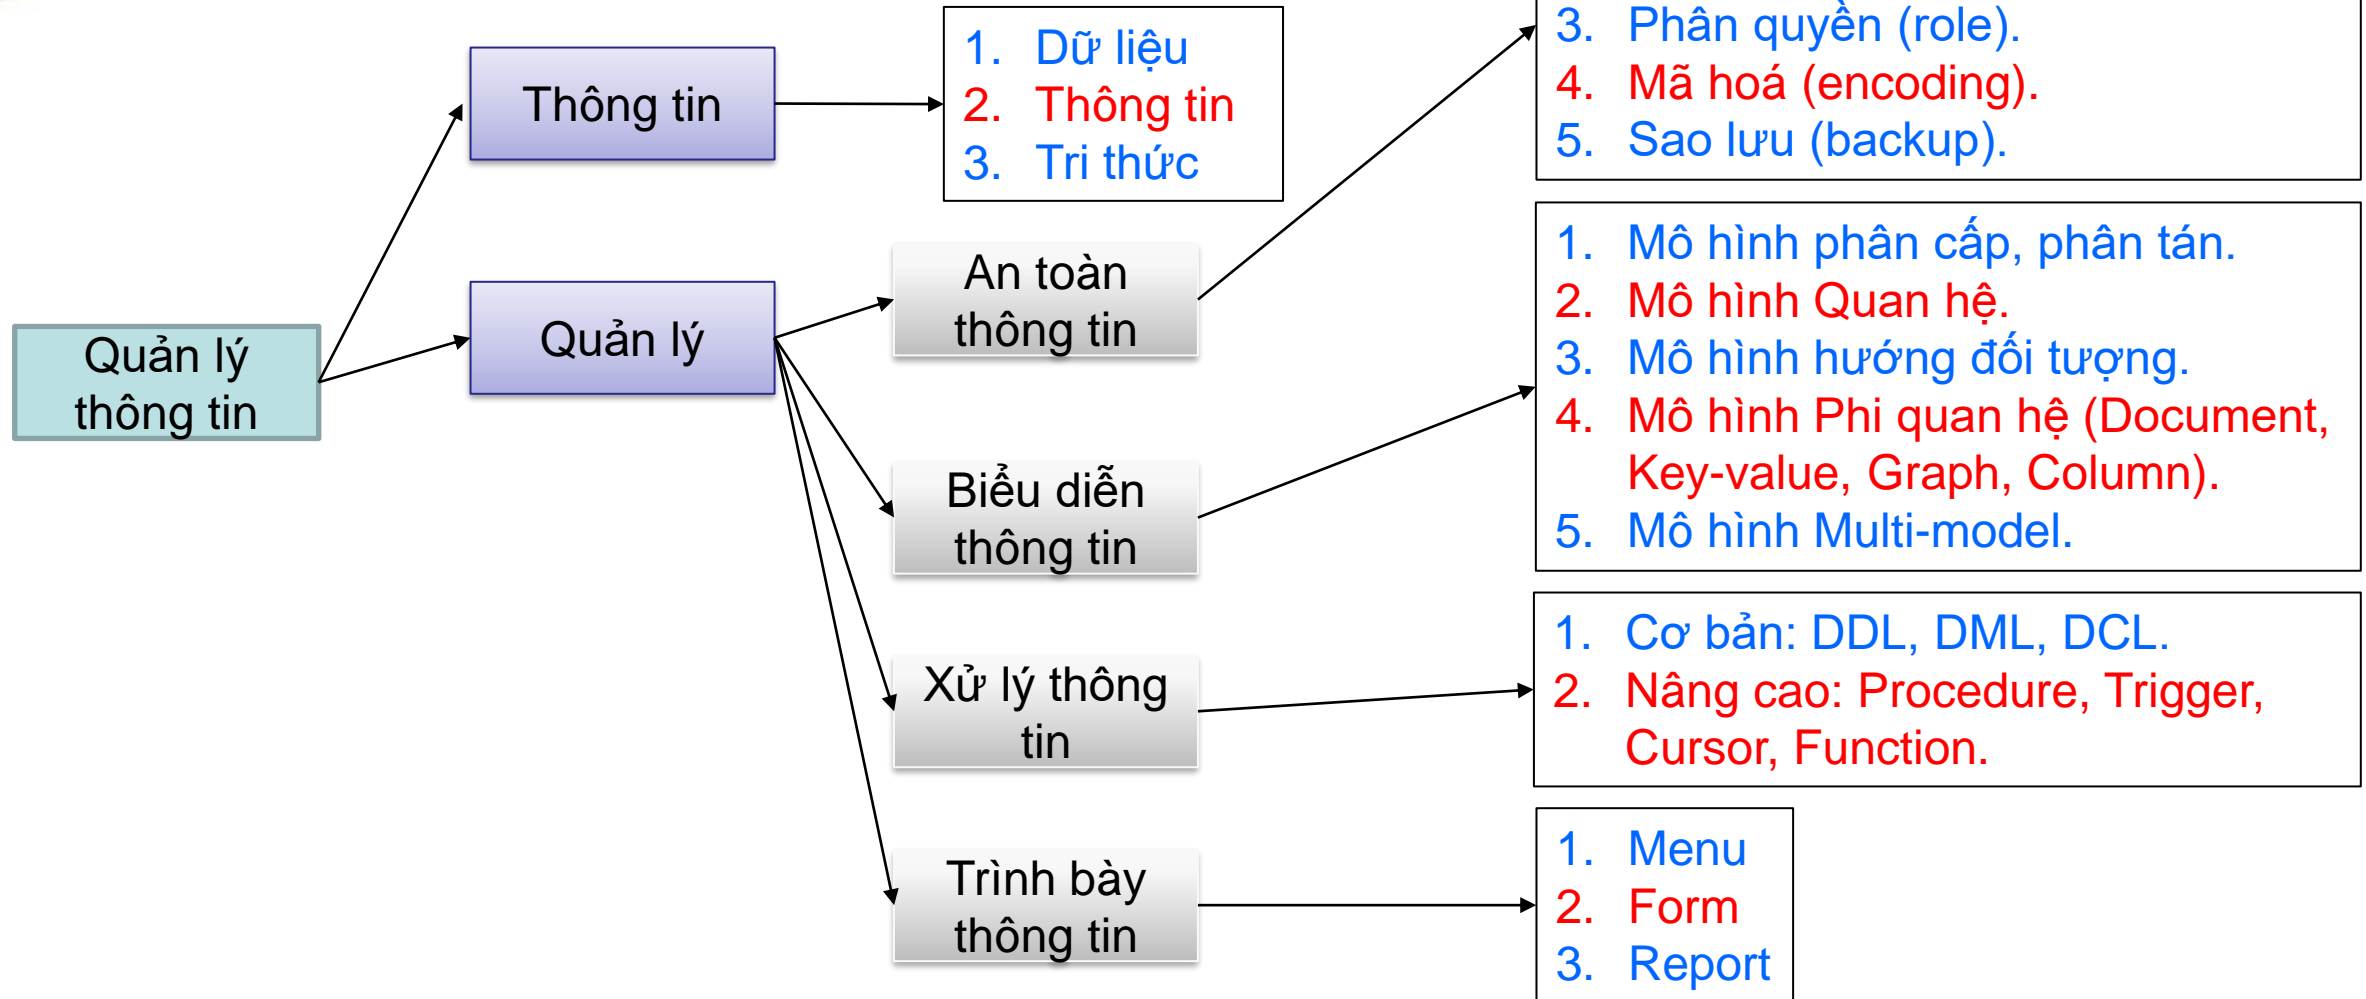 Quản lý
thông tin
Thông tin
1. Dữ liệu
2. Thông tin
3. Tri thức
Quản lý
An toàn
thông tin
3. Phân quyền (role).
4. Mã hoá (encoding).
5. Sao lưu (backup).
Biểu diễn
thông tin
1. Mô hình phân cấp, phân tán.
2. Mô hình Quan hệ.
3. Mô hình hướng đối tượng.
4. Mô hình Phi quan hệ (Document,
Key-value, Graph, Column).
5. Mô hình Multi-model.
Xử lý thông
tin
1. Cơ bản: DDL, DML, DCL.
2. Nâng cao: Procedure, Trigger,
Cursor, Function.
Trình bày
thông tin
1. Menu
2. Form
3. Report